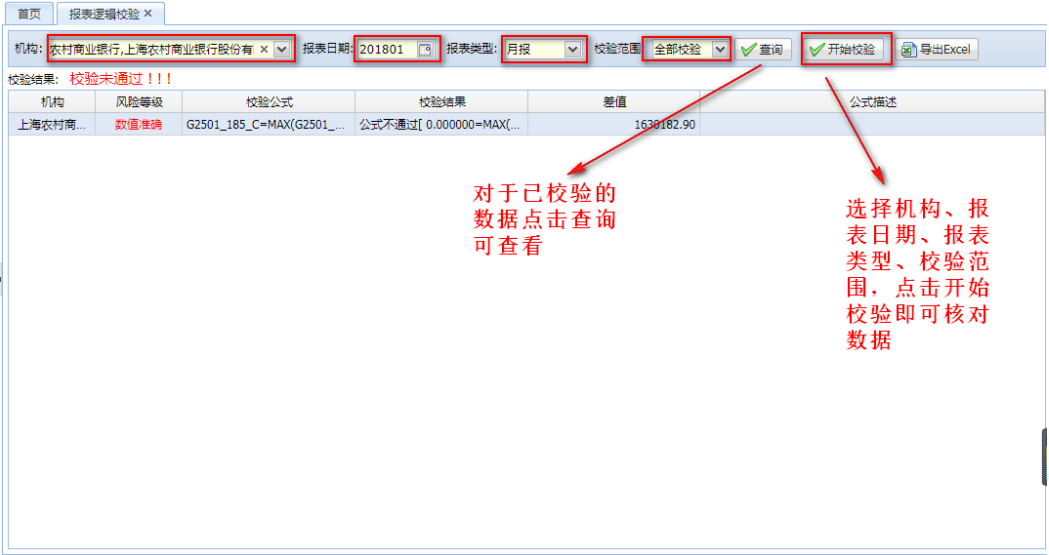 首页 报表逻辑校验 ×
机构: 农村商业银行,上海农村商业银行股份有 × 报表日期: 201801 报表类型: 月报 校验范围 全部校验 查询 开始校验 导出Excel
校验结果: 校验未通过！！！
机构 风险等级 校验公式 校验结果 差值 公式描述
上海农村商... 数值准确 G2501_185_C=MAX(G2501_... 公式不通过[ 0.000000=MAX(... 1630182.90
对于已校验的
数据点击查询
可查看
选择机构、报
表日期、报表
类型、校验范
围，点击开始
校验即可核对
数据